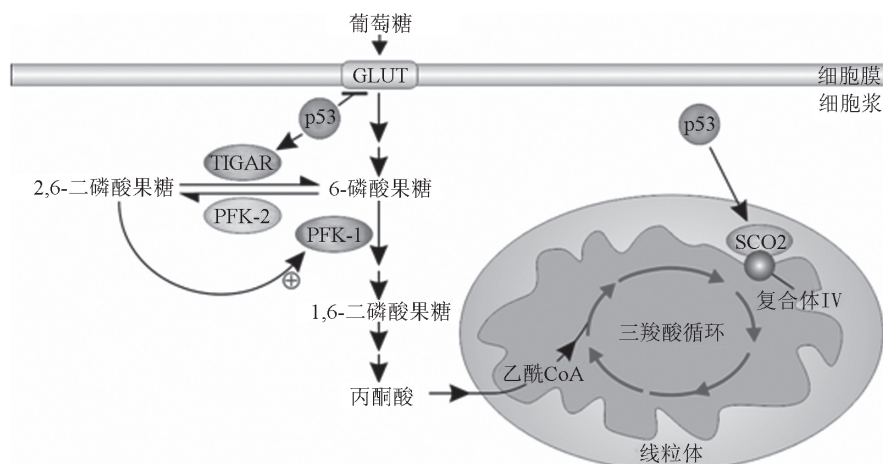 葡萄糖
GLUT
细胞膜
细胞浆
p53
p53
TIGAR
2,6-二磷酸果糖
6-磷酸果糖
PFK-2
PFK-1
SCO2
⊕
复合体IV
1,6-二磷酸果糖
三羧酸循环
乙酰CoA
丙酮酸
线粒体